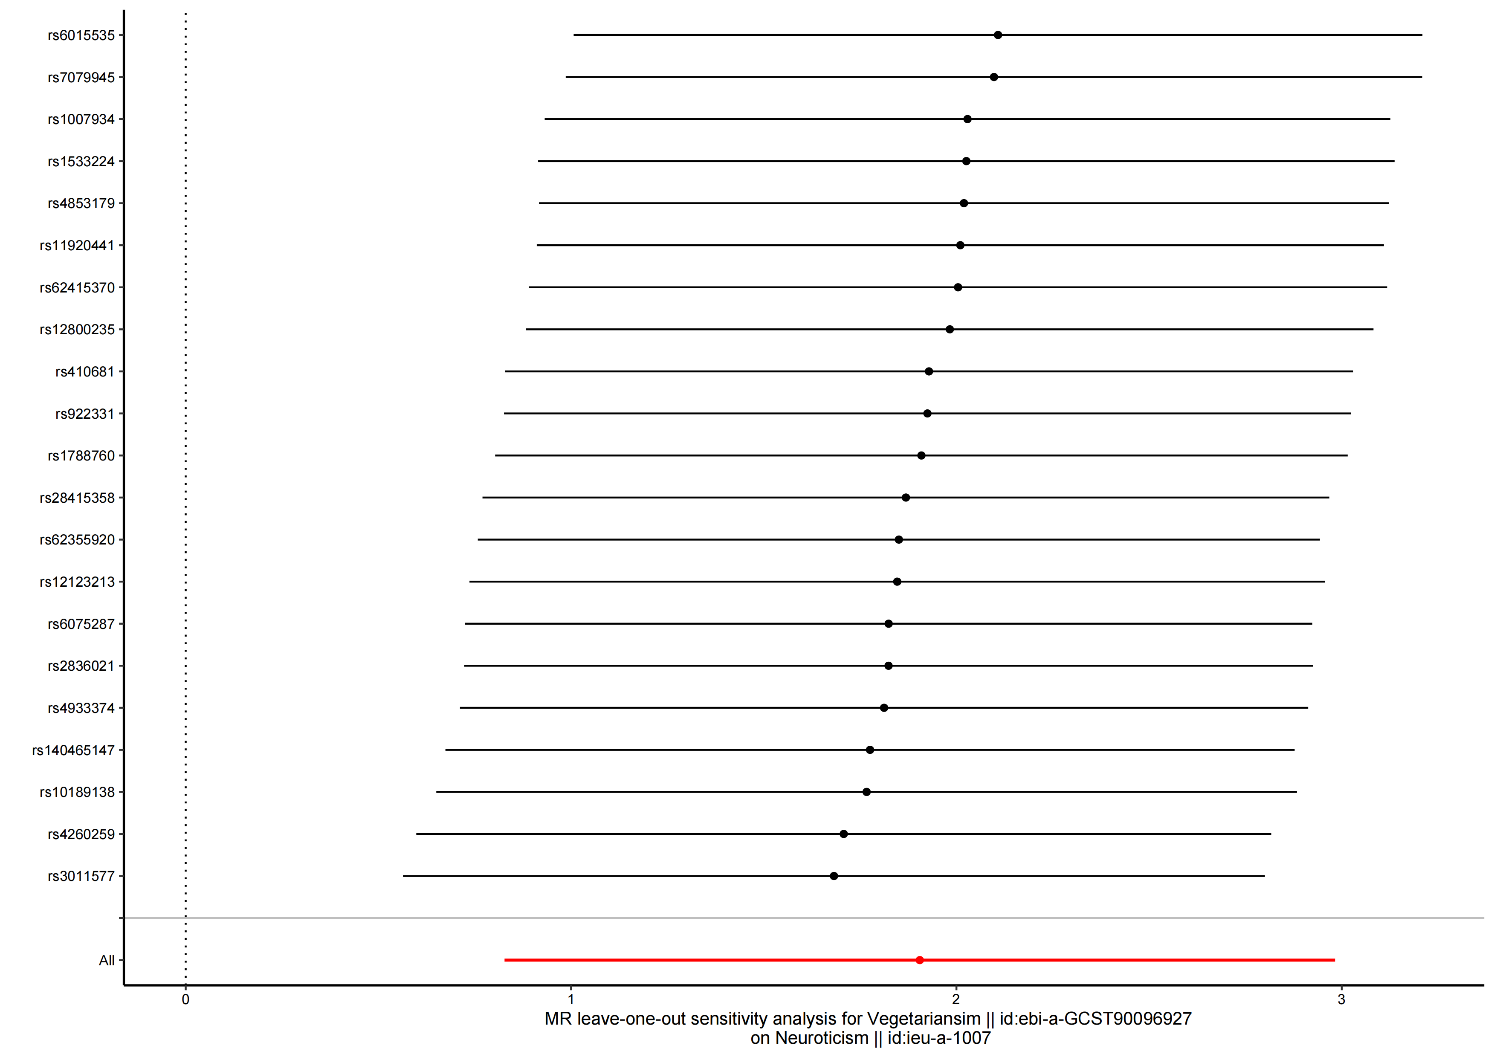 rs6015535
rs7079945
rs1007934
rs1533224
rs4853179
rs11920441
rs62415370
rs12800235
rs410681
rs922331
rs1788760
rs28415358
rs62355920
rs12123213
rs6075287
rs2836021
rs4933374
rs140465147
rs10189138
rs4260259
rs3011577
All
0 1 2 3
MR leave-one-out sensitivity analysis for Vegetariansim || id:ebi-a-GCST90096927
on Neuroticism || id:ieu-a-1007